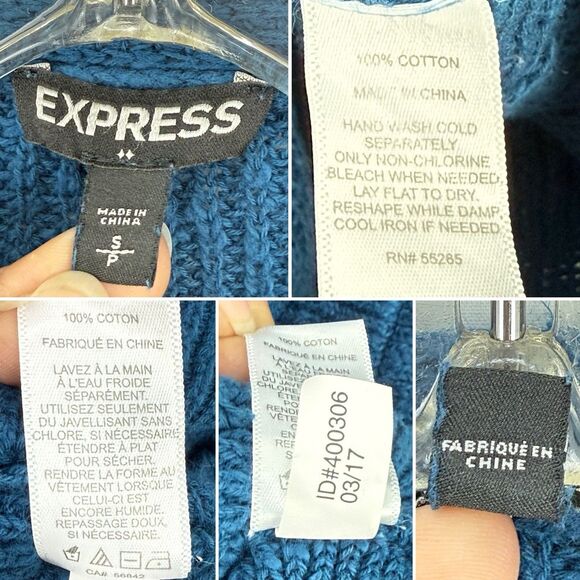 EXPRESS
MADE IN
CHINA
S
P
100% COTTON
MADE IN CHINA
HAND WASH COLD
SEPARATELY.
ONLY NON-CHLORINE
BLEACH WHEN NEEDED.
LAY FLAT TO DRY.
RESHAPE WHILE DAMP.
COOL IRON IF NEEDED
RN# 55285
100% COTTON
FABRIQUÉ EN CHINE
LAVEZ À LA MAIN
À L'EAU FROIDE
SÉPARÉMENT.
UTILISEZ SEULEMENT
DU JAVELLISANT SANS
CHLORE, SI NÉCESSAIRE.
ÉTENDRE À PLAT
POUR SÉCHER.
RENDRE LA FORME AU
VÊTEMENT LORSQUE
CELUI-CI EST
ENCORE HUMIDE.
REPASSAGE DOUX,
SI NÉCESSAIRE.
CA# 56842
100% COTTON
FABRIQUÉ EN CHINE
ID#400306
03/17
FABRIQUÉ EN
CHINE